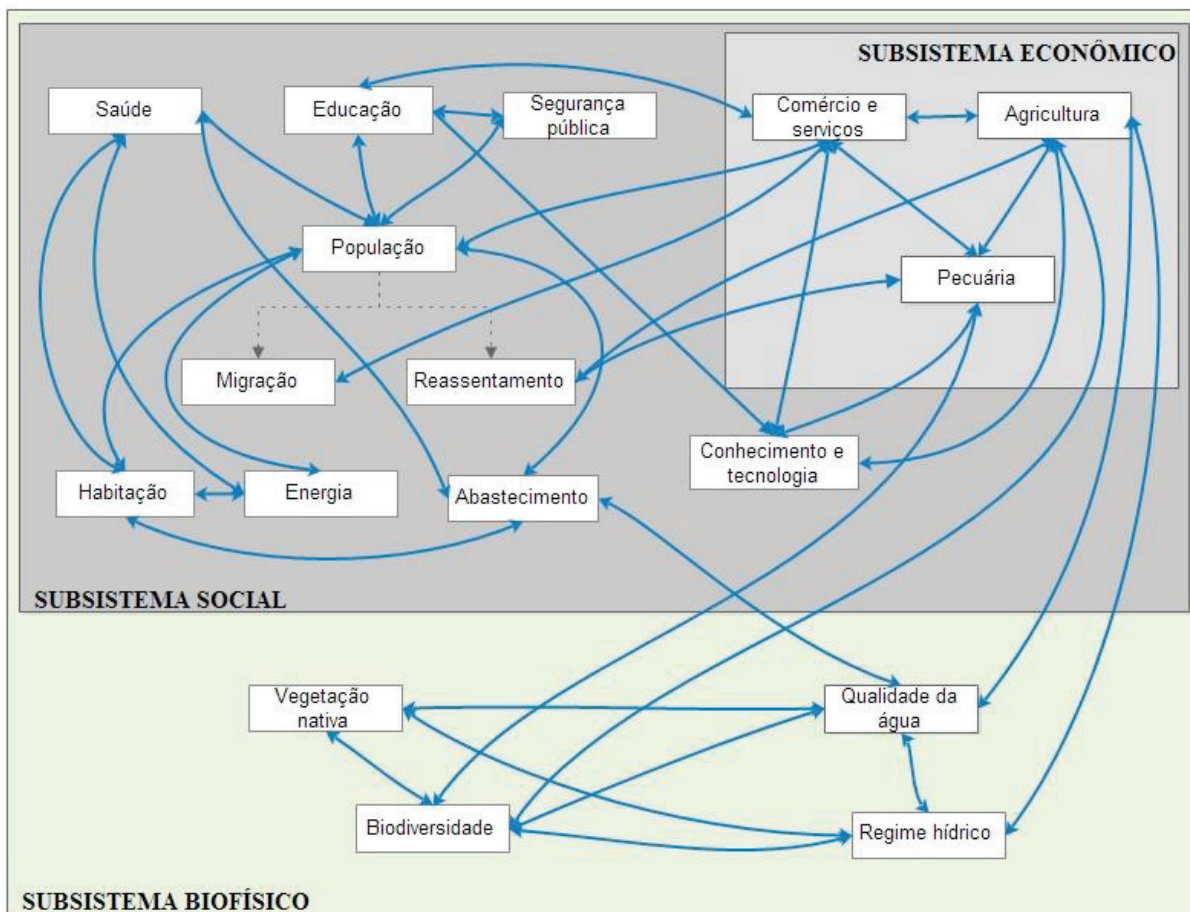 SUBSISTEMA ECONÔMICO
Saúde
Educação
Segurança
pública
Comércio e
serviços
Agricultura
População
Pecuária
Migração
Reassentamento
Conhecimento e
tecnologia
Habitação
Energia
Abastecimento
SUBSISTEMA SOCIAL
Vegetação
nativa
Qualidade da
água
Biodiversidade
Regime hídrico
SUBSISTEMA BIOFÍSICO